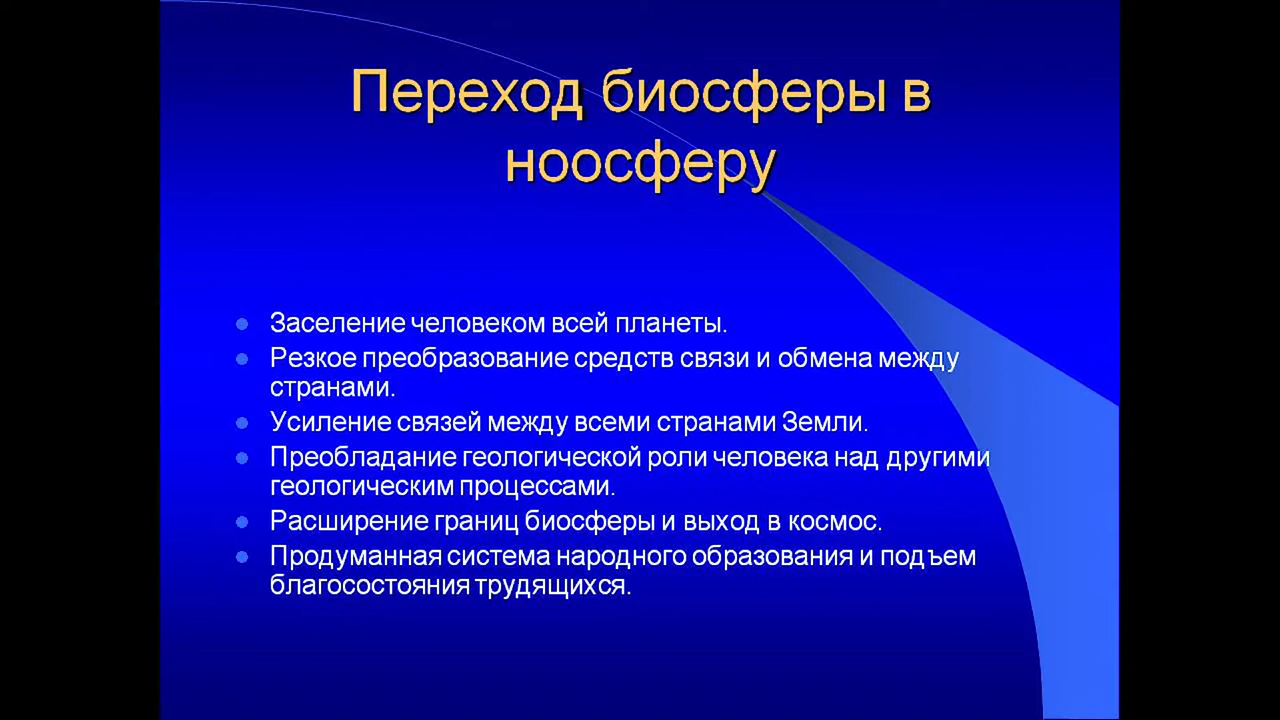 Переход биосферы в
ноосферу
Заселение человеком всей планеты.
Резкое преобразование средств связи и обмена между
странами.
Усиление связей между всеми странами Земли.
Преобладание геологической роли человека над другими
геологическим процессами.
Расширение границ биосферы и выход в космос.
Продуманная система народного образования и подъем
благосостояния трудящихся.